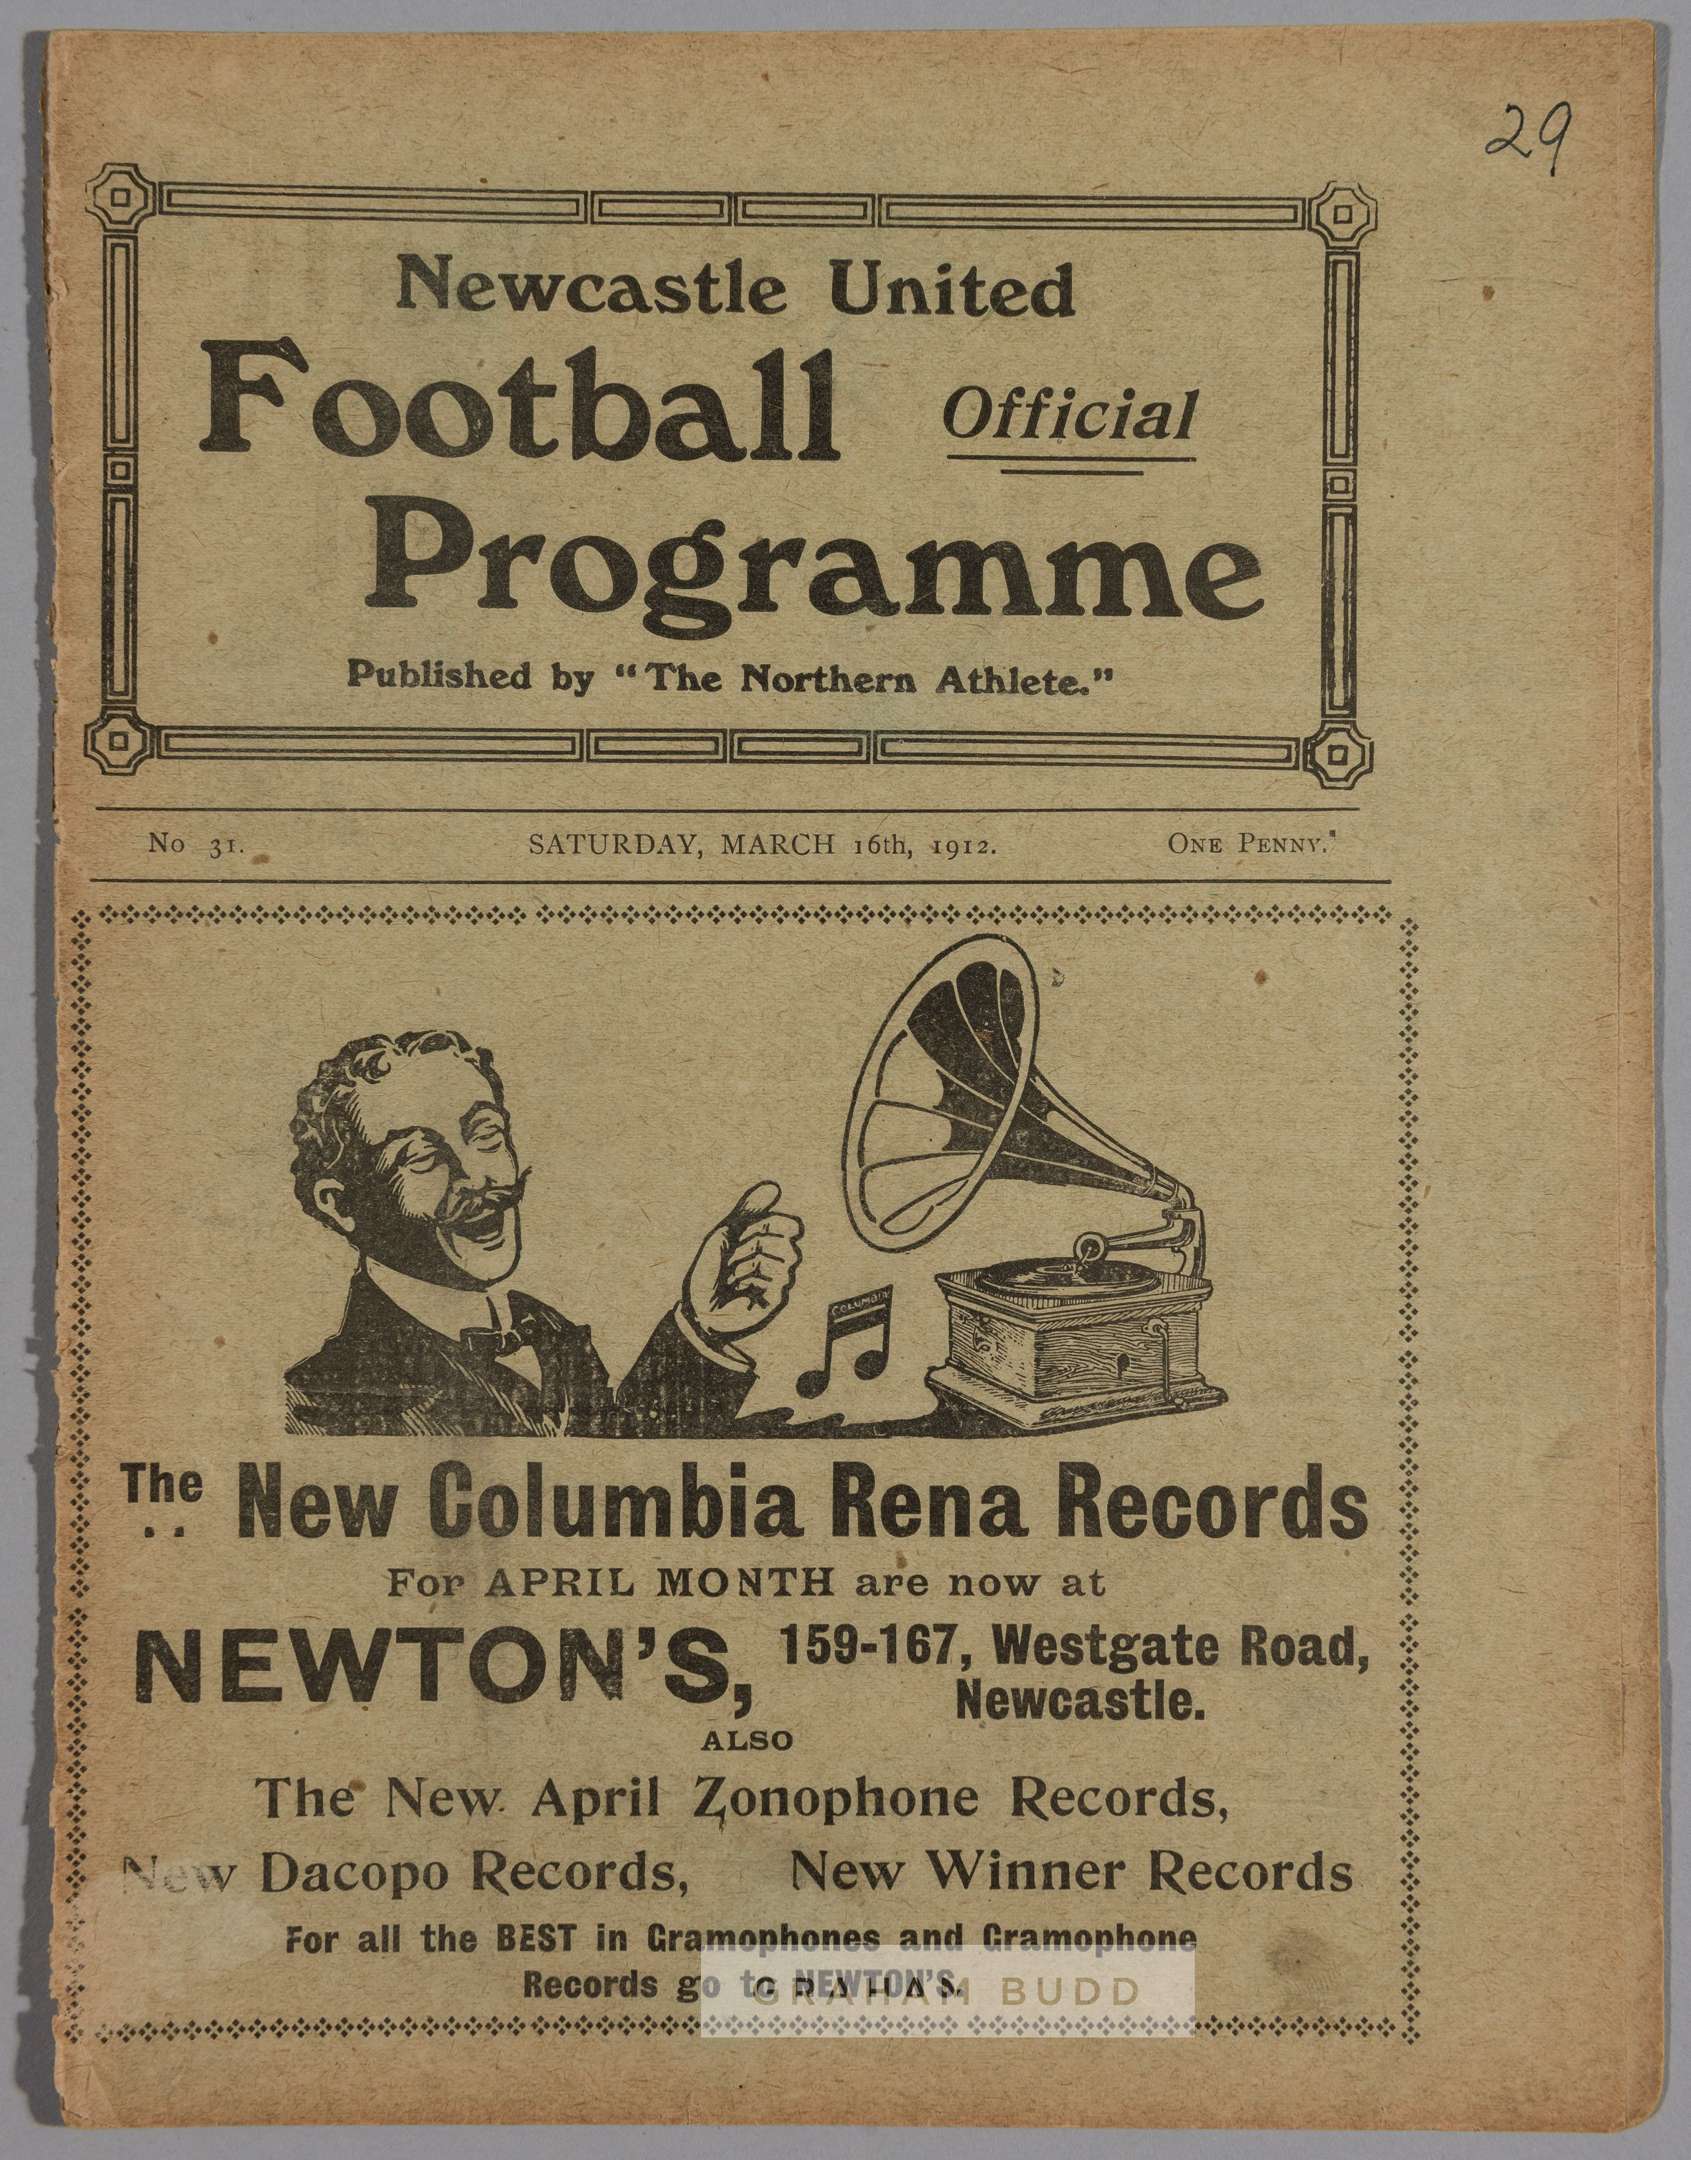 29
Newcastle United
Football Official
Programme
Published by "The Northern Athlete."
No 31. SATURDAY, MARCH 16th, 1912. ONE PENNY.
COLUMBIA
The New Columbia Rena Records
For APRIL MONTH are now at
NEWTON'S, 159-167, Westgate Road,
Newcastle.
ALSO
The New April Zonophone Records,
New Dacopo Records, New Winner Records
For all the BEST in Gramophones and Gramophone
Records go to NEWTON'S.
GRAHAM BUDD